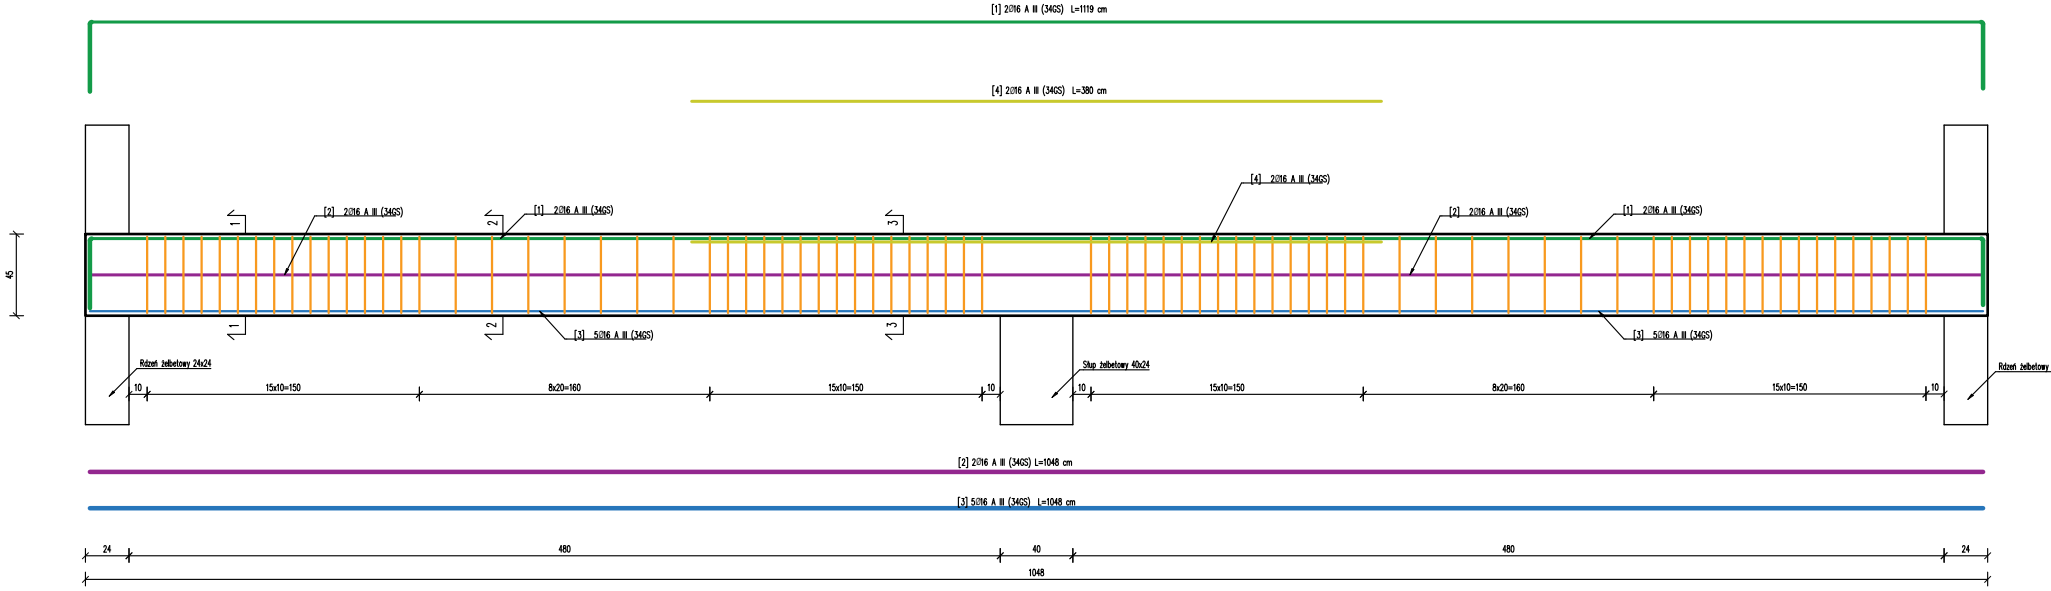 [1] 2Ø16 A III (34GS) L=1119 cm
[4] 2Ø16 A III (34GS) L=380 cm
[4] 2Ø16 A III (34GS)
[2] 2Ø16 A III (34GS)
[1] 2Ø16 A III (34GS)
[2] 2Ø16 A III (34GS)
[1] 2Ø16 A III (34GS)
1 2 3
45
1 2 3
[3] 5Ø16 A III (34GS)
[3] 5Ø16 A III (34GS)
Rdzeń żelbetowy 24x24
Słup żelbetowy 40x24
Rdzeń żelbetowy
10 15x10=150 8x20=160 15x10=150 10 10 15x10=150 8x20=160 15x10=150 10
[2] 2Ø16 A III (34GS) L=1048 cm
[3] 5Ø16 A III (34GS) L=1048 cm
24 480 40 480 24
1048